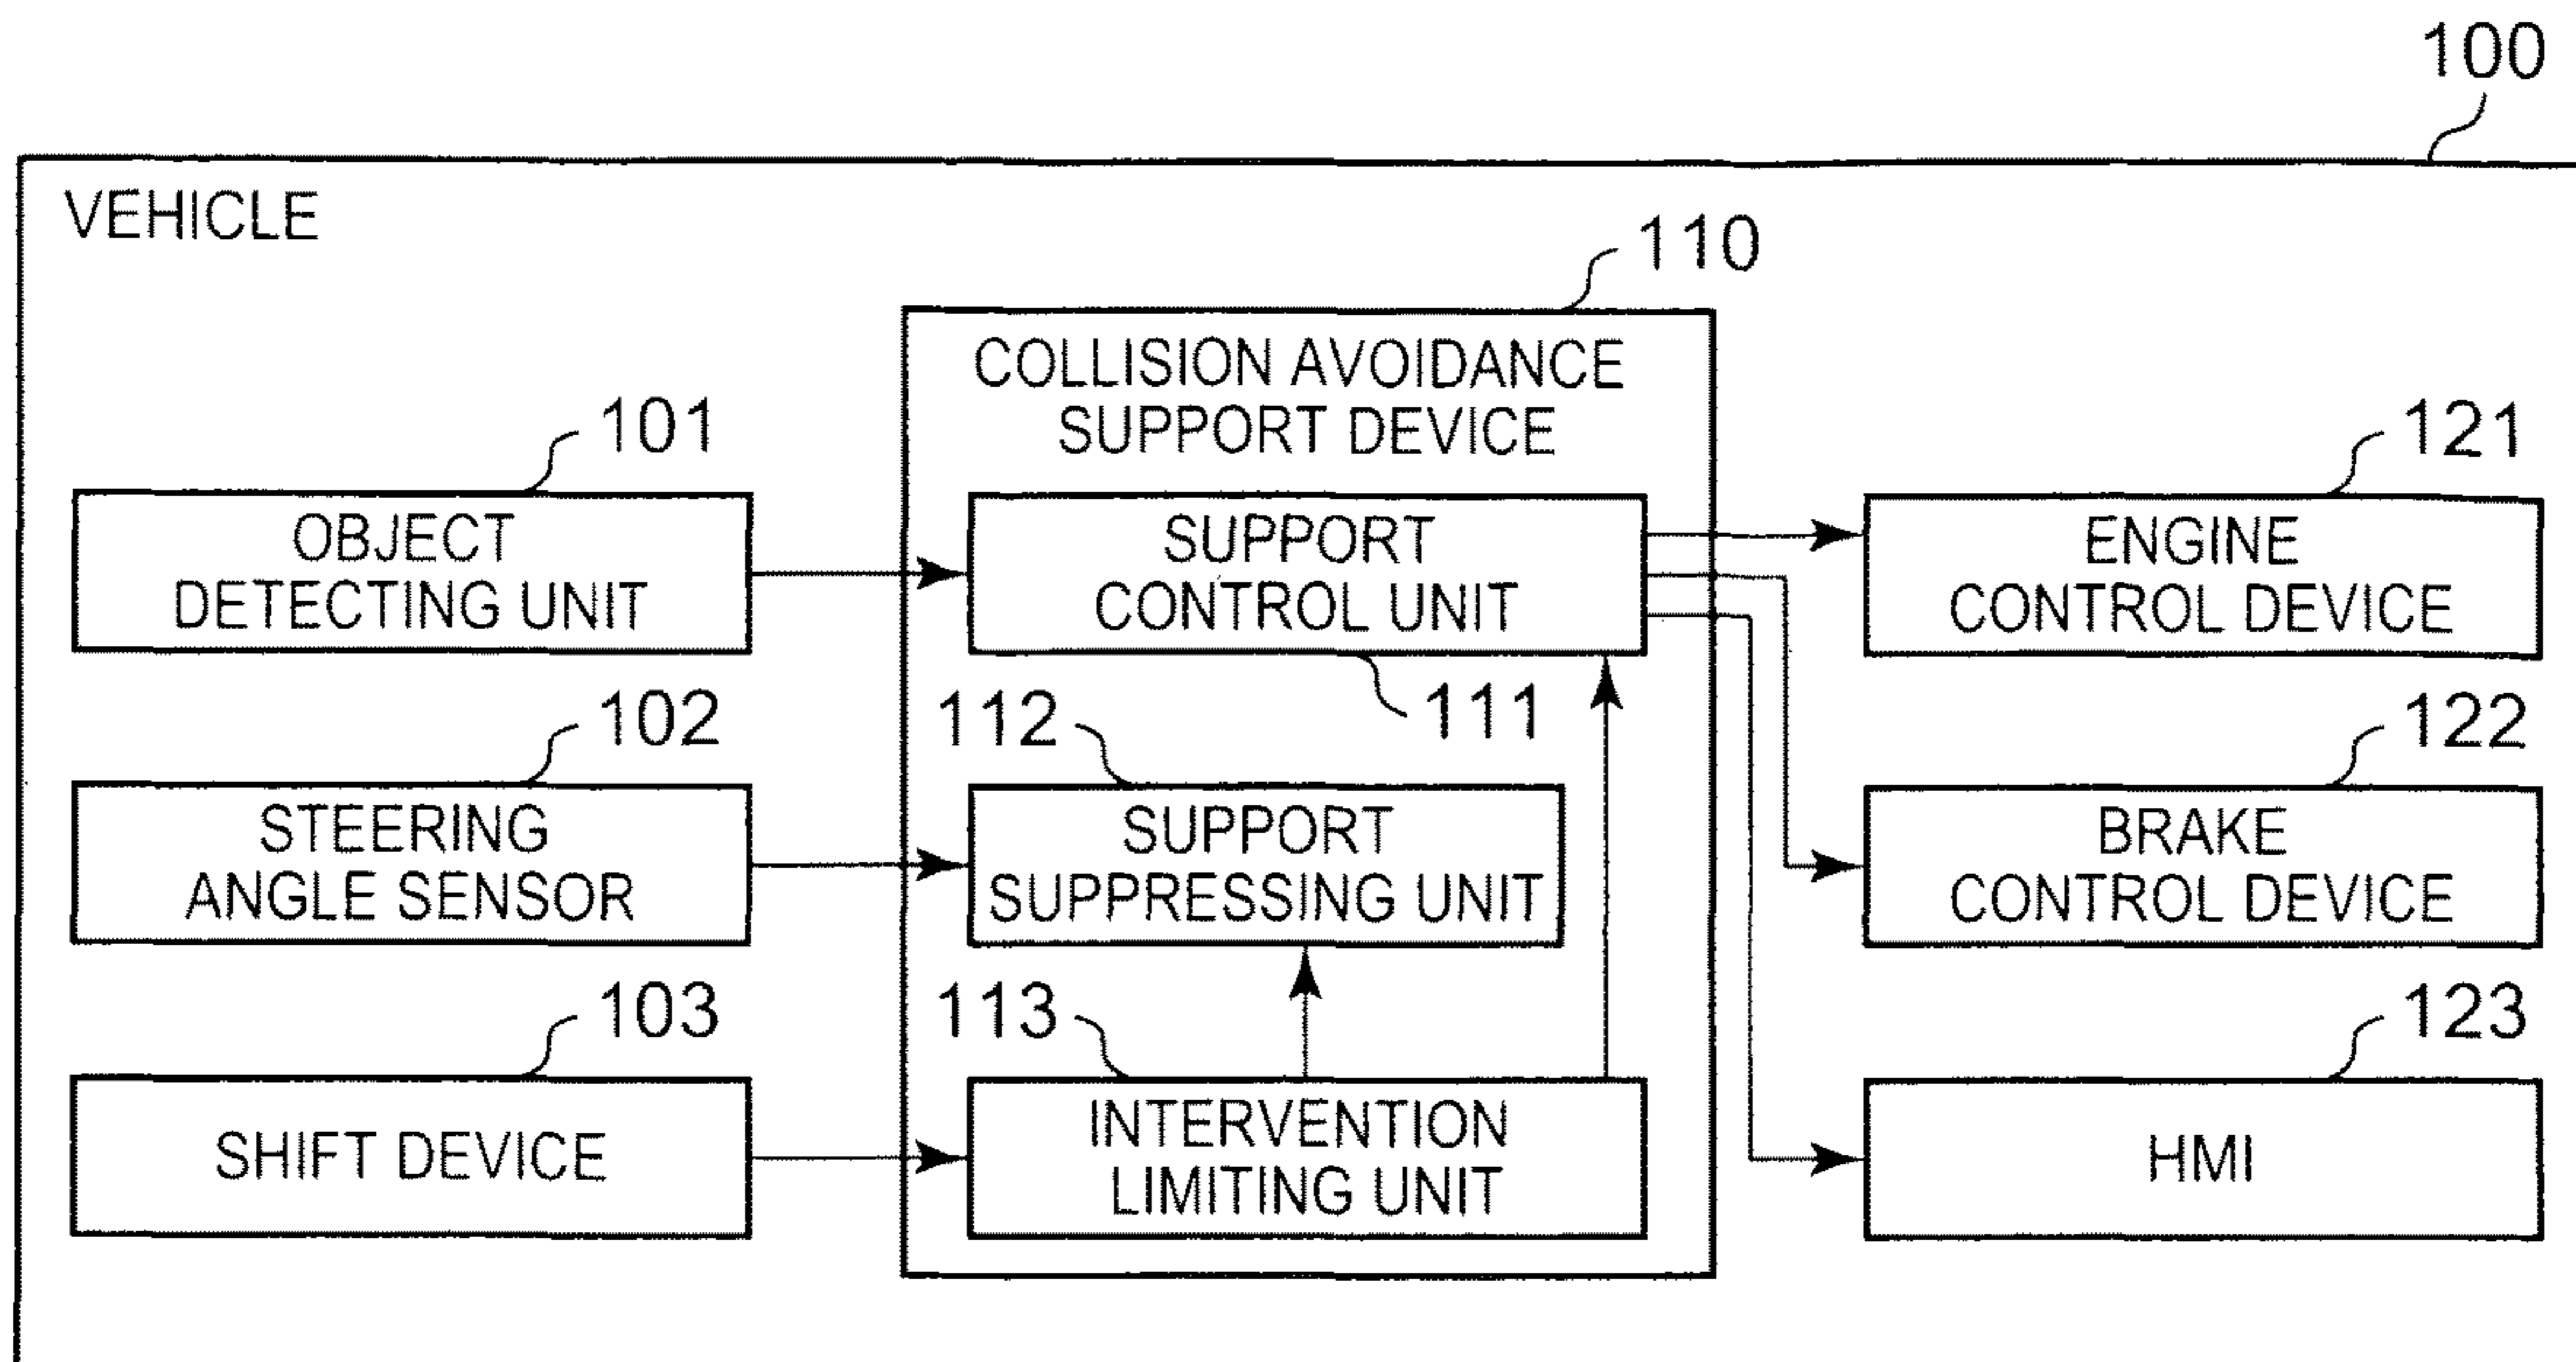 100
VEHICLE
110
COLLISION AVOIDANCE
SUPPORT DEVICE
101
OBJECT
DETECTING UNIT
SUPPORT
CONTROL UNIT
111
121
ENGINE
CONTROL DEVICE
102
STEERING
ANGLE SENSOR
112
SUPPORT
SUPPRESSING UNIT
122
BRAKE
CONTROL DEVICE
103
SHIFT DEVICE
113
INTERVENTION
LIMITING UNIT
123
HMI